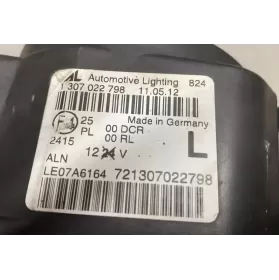 AL Automotive Lighting 824
1 307 022 798 11.05.12
25 Made in Germany
PL 00 DCR
00 RL
2415
L
ALN 12 24 V
LE07A6164 721307022798